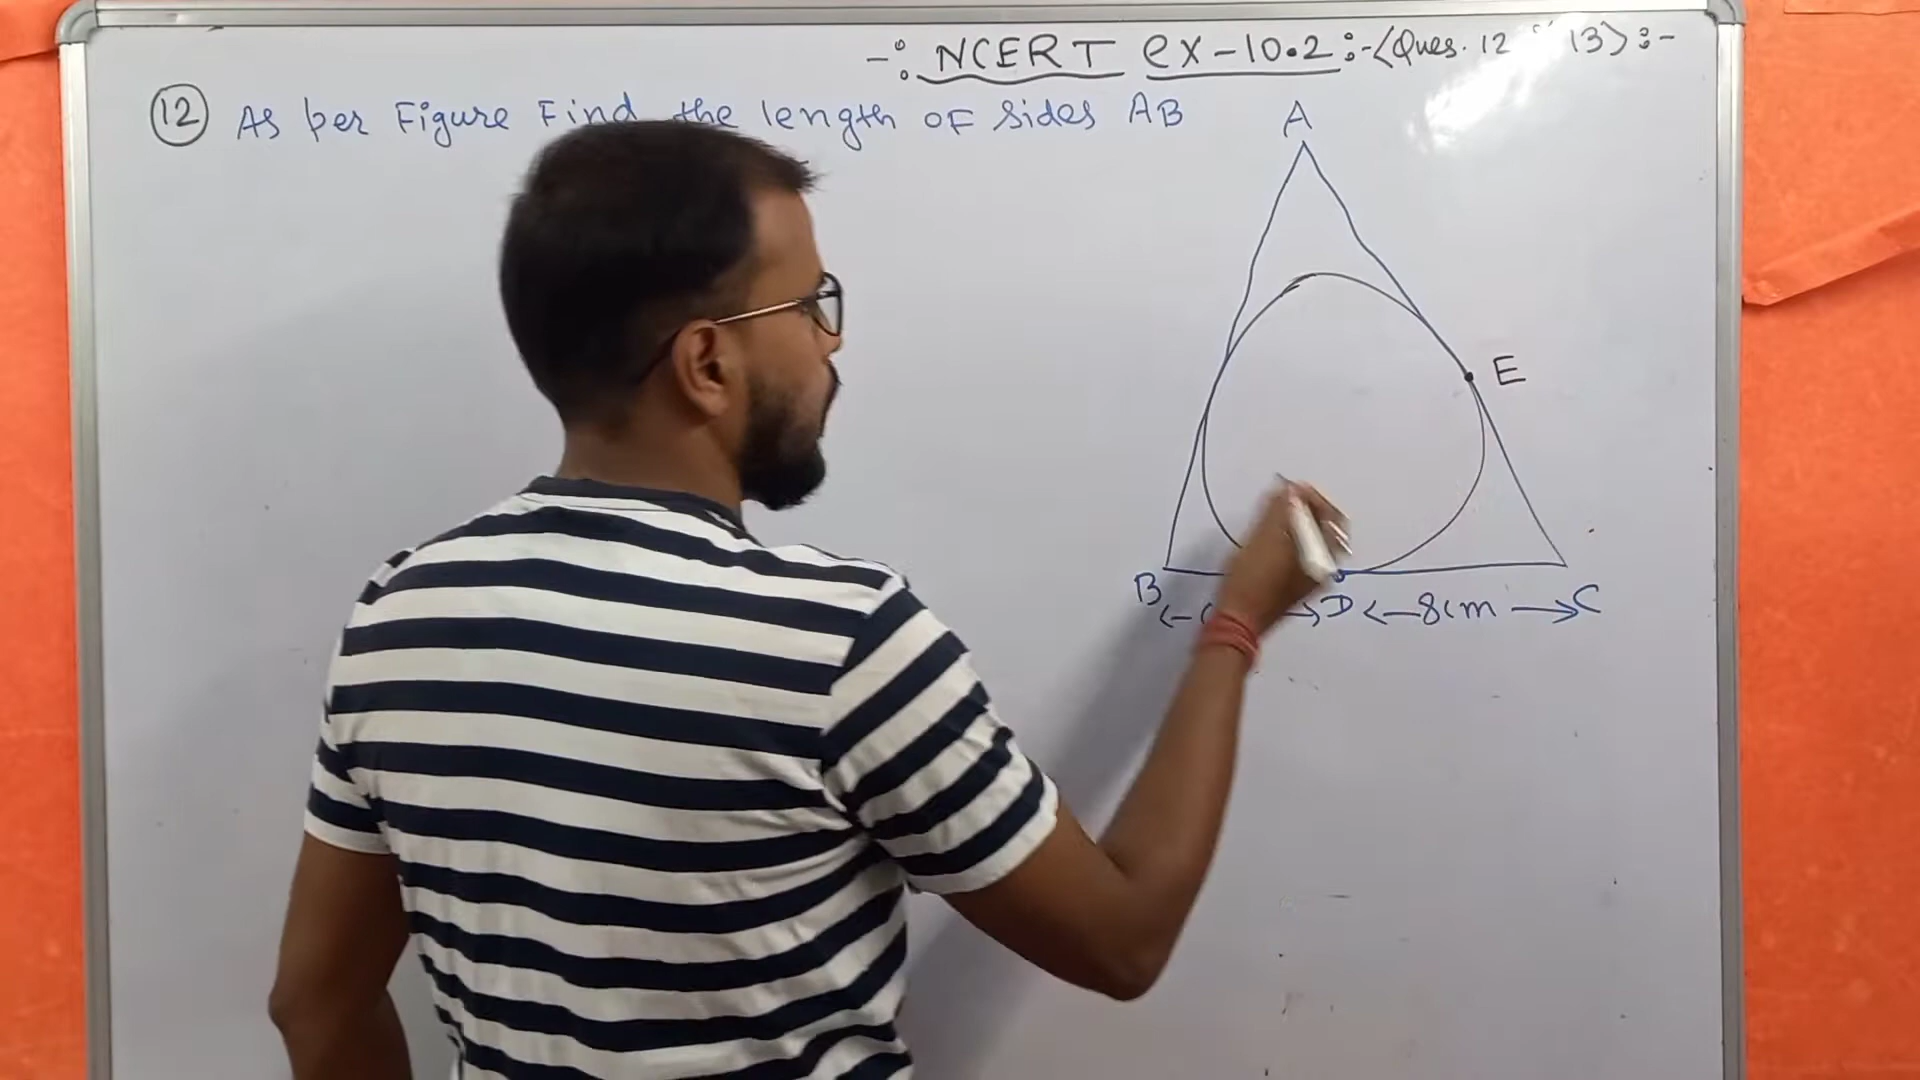 -: NCERT ex-10.2 :-<Ques. 12 13>:-
12 As per Figure Find the length of sides AB
A
E
B D C
8cm